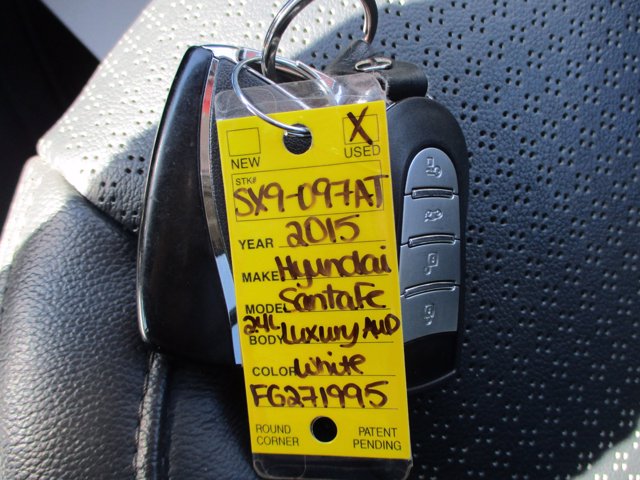 X
NEW USED
STK# SX9-097AT
YEAR 2015
MAKE Hyundai
MODEL SantaFe
2.4L
BODY Luxury AWD
COLOR White
FG271995
ROUND CORNER PATENT PENDING